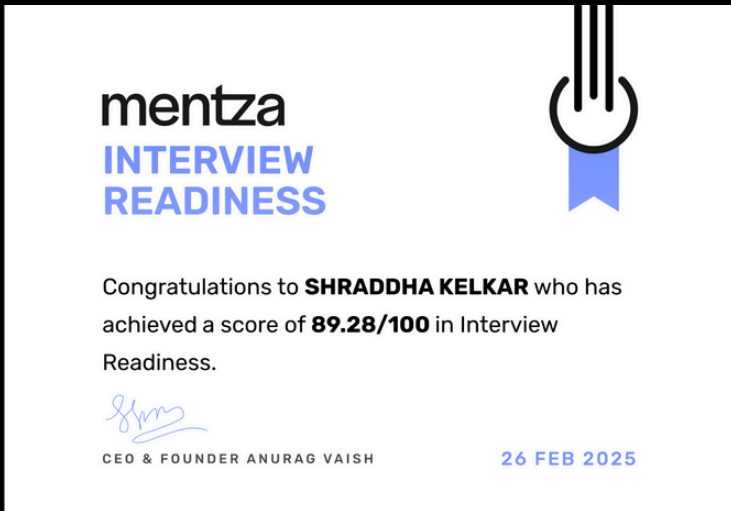 mentza
INTERVIEW
READINESS
Congratulations to SHRADDHA KELKAR who has
achieved a score of 89.28/100 in Interview
Readiness.
CEO & FOUNDER ANURAG VAISH
26 FEB 2025